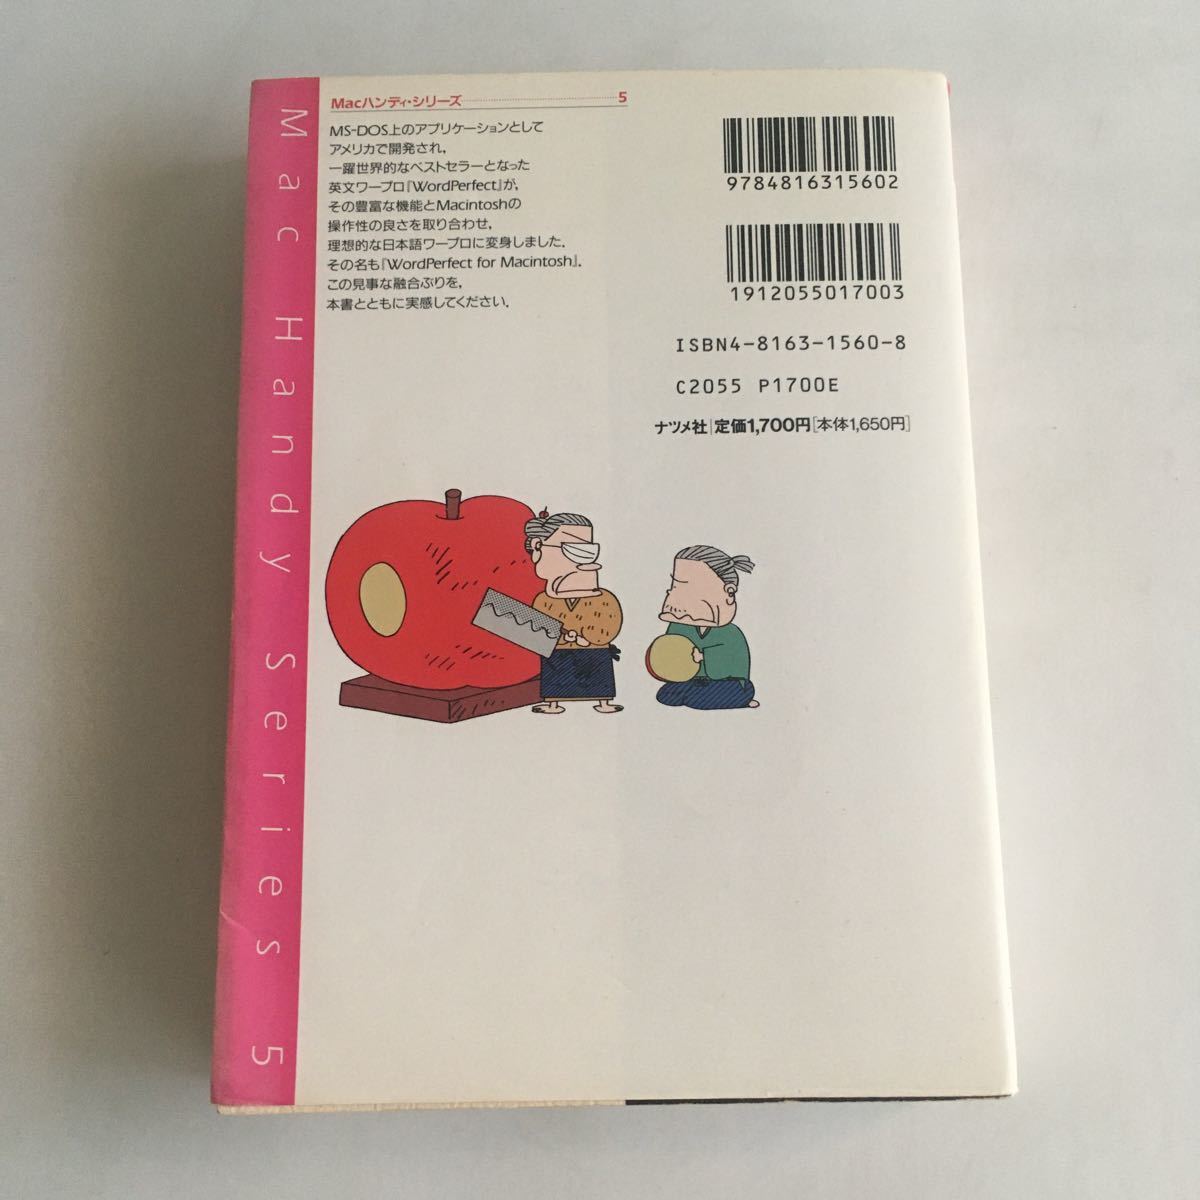 Mac Handy Series 5
Macハンディ・シリーズ 5
MS-DOS上のアプリケーションとして
アメリカで開発され,
一躍世界的なベストセラーとなった
英文ワープロ『WordPerfect』が,
その豊富な機能とMacintoshの
操作性の良さを取り合わせ,
理想的な日本語ワープロに変身しました.
その名も『WordPerfect for Macintosh』.
この見事な融合ぶりを,
本書とともに実感してください.
9784816315602
1912055017003
ISBN4-8163-1560-8
C2055 P1700E
ナツメ社|定価1,700円[本体1,650円]